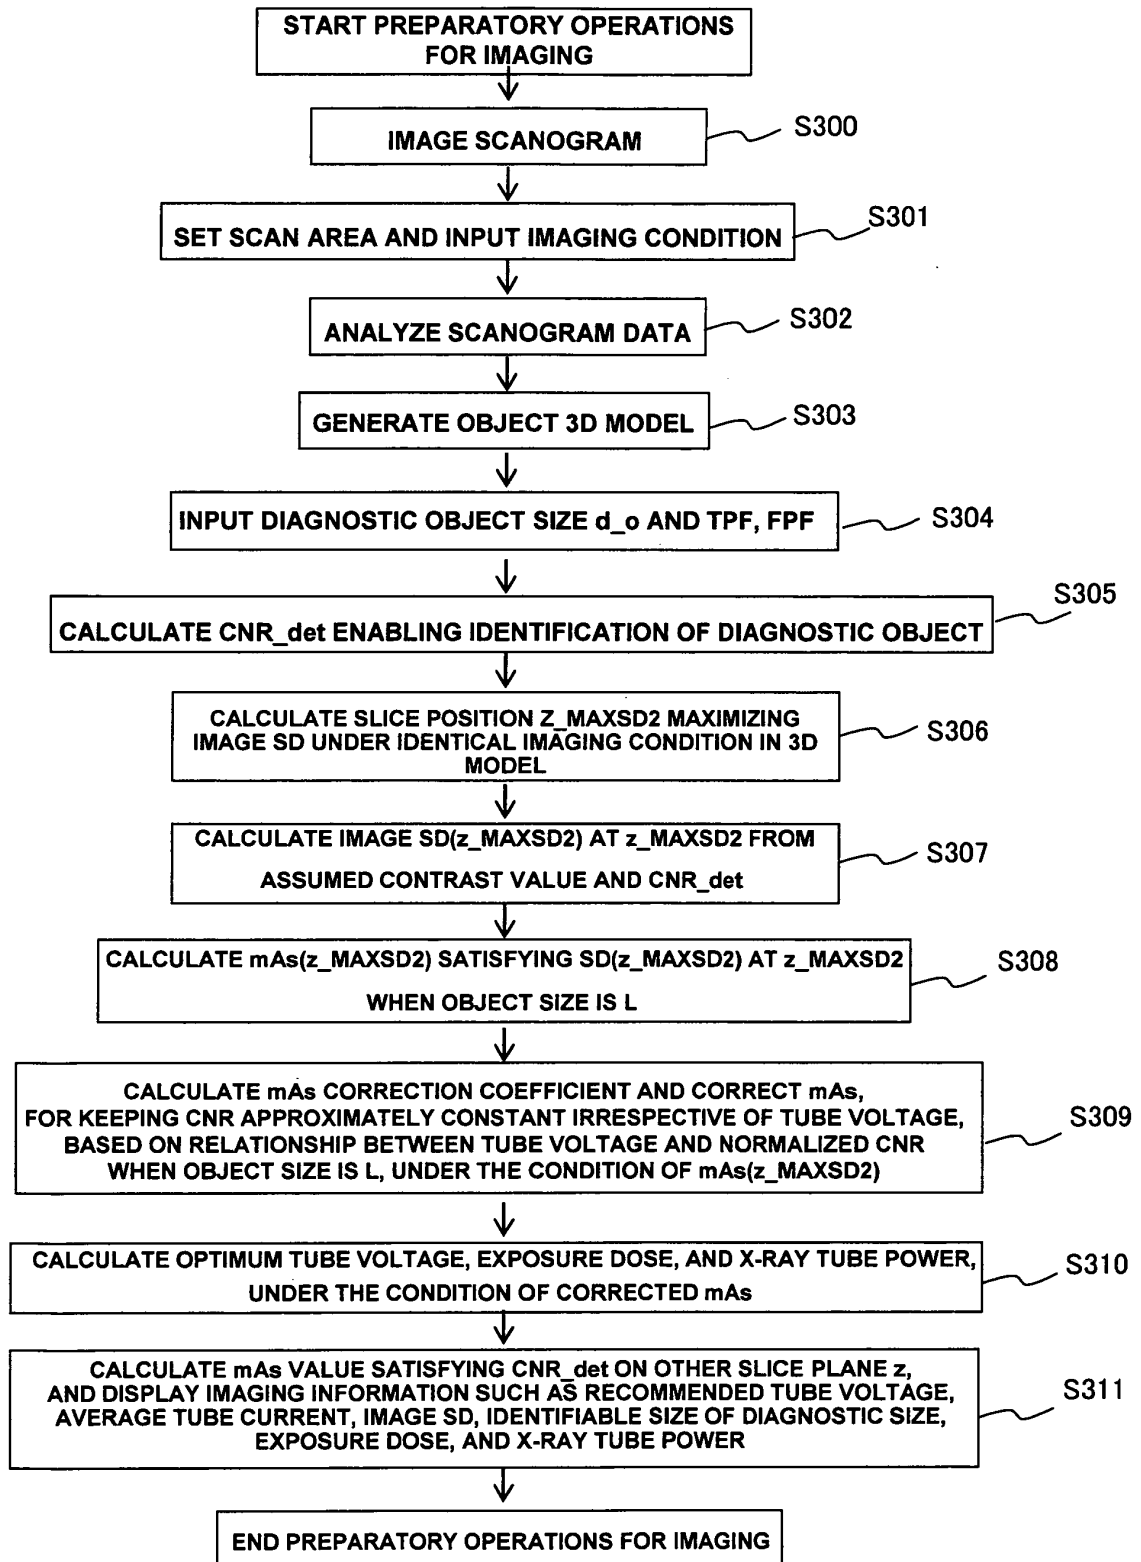 START PREPARATORY OPERATIONS
FOR IMAGING
IMAGE SCANOGRAM
S300
SET SCAN AREA AND INPUT IMAGING CONDITION
S301
ANALYZE SCANOGRAM DATA
S302
GENERATE OBJECT 3D MODEL
S303
INPUT DIAGNOSTIC OBJECT SIZE d_o AND TPF, FPF
S304
CALCULATE CNR_det ENABLING IDENTIFICATION OF DIAGNOSTIC OBJECT
S305
CALCULATE SLICE POSITION Z_MAXSD2 MAXIMIZING
IMAGE SD UNDER IDENTICAL IMAGING CONDITION IN 3D
MODEL
S306
CALCULATE IMAGE SD(z_MAXSD2) AT z_MAXSD2 FROM
ASSUMED CONTRAST VALUE AND CNR_det
S307
CALCULATE mAs(z_MAXSD2) SATISFYING SD(z_MAXSD2) AT z_MAXSD2
WHEN OBJECT SIZE IS L
S308
CALCULATE mAs CORRECTION COEFFICIENT AND CORRECT mAs,
FOR KEEPING CNR APPROXIMATELY CONSTANT IRRESPECTIVE OF TUBE VOLTAGE,
BASED ON RELATIONSHIP BETWEEN TUBE VOLTAGE AND NORMALIZED CNR
WHEN OBJECT SIZE IS L, UNDER THE CONDITION OF mAs(z_MAXSD2)
S309
CALCULATE OPTIMUM TUBE VOLTAGE, EXPOSURE DOSE, AND X-RAY TUBE POWER,
UNDER THE CONDITION OF CORRECTED mAs
S310
CALCULATE mAs VALUE SATISFYING CNR_det ON OTHER SLICE PLANE z,
AND DISPLAY IMAGING INFORMATION SUCH AS RECOMMENDED TUBE VOLTAGE,
AVERAGE TUBE CURRENT, IMAGE SD, IDENTIFIABLE SIZE OF DIAGNOSTIC SIZE,
EXPOSURE DOSE, AND X-RAY TUBE POWER
S311
END PREPARATORY OPERATIONS FOR IMAGING